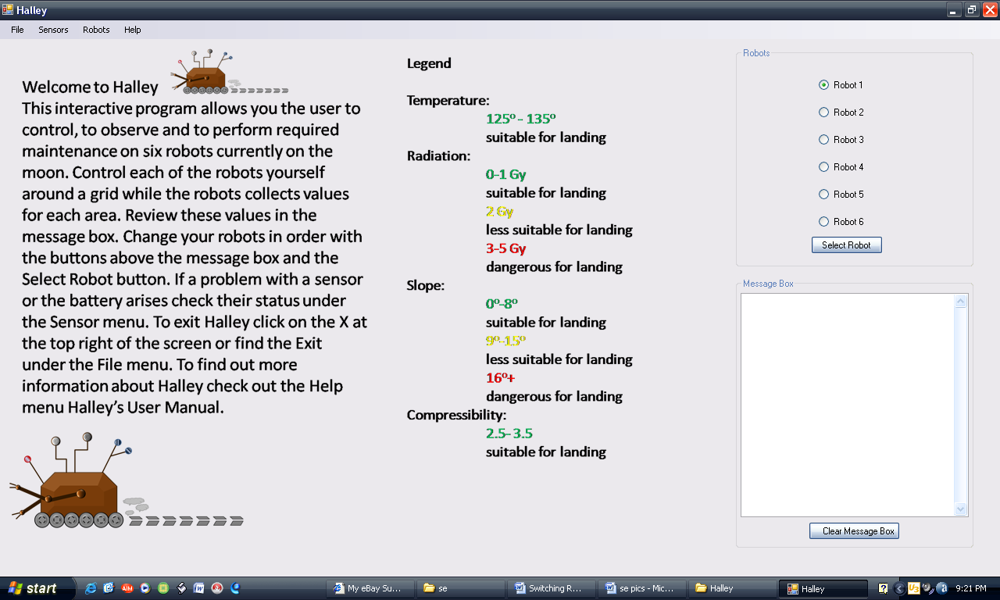 Halley
File Sensors Robots Help
Welcome to Halley
This interactive program allows you the user to
control, to observe and to perform required
maintenance on six robots currently on the
moon. Control each of the robots yourself
around a grid while the robots collects values
for each area. Review these values in the
message box. Change your robots in order with
the buttons above the message box and the
Select Robot button. If a problem with a sensor
or the battery arises check their status under
the Sensor menu. To exit Halley click on the X at
the top right of the screen or find the Exit
under the File menu. To find out more
information about Halley check out the Help
menu Halley's User Manual.
Legend
Temperature:
125º - 135º
suitable for landing
Radiation:
0-1 Gy
suitable for landing
2 Gy
less suitable for landing
3-5 Gy
dangerous for landing
Slope:
0º-8º
suitable for landing
9º-15º
less suitable for landing
16º+
dangerous for landing
Compressibility:
2.5-3.5
suitable for landing
Robots
Robot 1
Robot 2
Robot 3
Robot 4
Robot 5
Robot 6
Select Robot
Message Box
Clear Message Box
start AIM My eBay Su... se Switching R... se pics - Mic... Halley Halley U3 9:21 PM